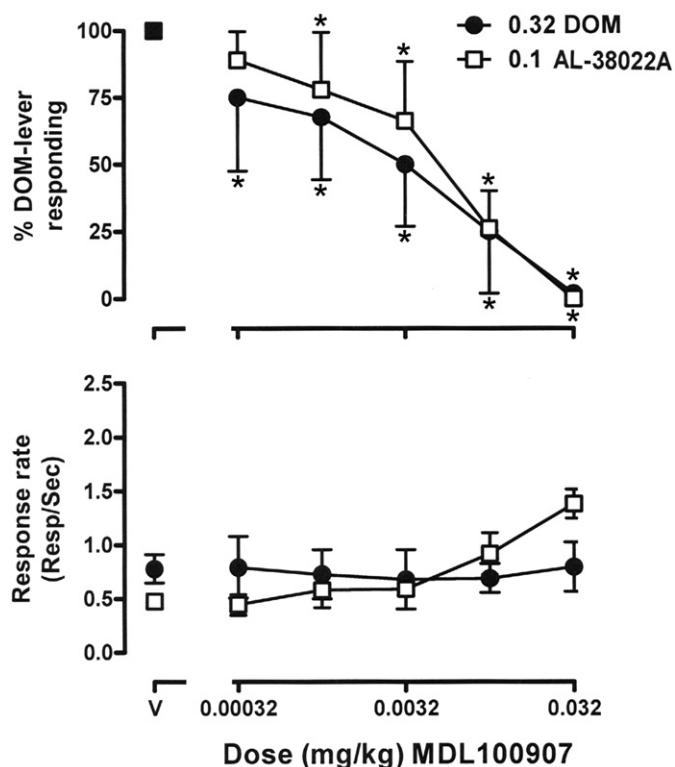 0.32 DOM
0.1 AL-38022A
% DOM-lever
responding
100
75
50
25
0
*
*
*
*
*
*
*
*
*
Response rate
(Resp/Sec)
2.5
2.0
1.5
1.0
0.5
0.0
V
0.00032
0.0032
0.032
Dose (mg/kg) MDL100907